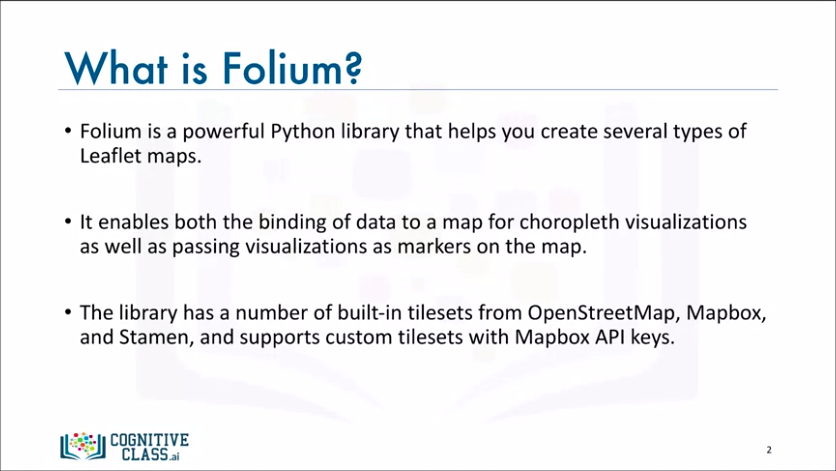 What is Folium?
• Folium is a powerful Python library that helps you create several types of
Leaflet maps.
• It enables both the binding of data to a map for choropleth visualizations
as well as passing visualizations as markers on the map.
• The library has a number of built-in tilesets from OpenStreetMap, Mapbox,
and Stamen, and supports custom tilesets with Mapbox API keys.
COGNITIVE
CLASS.ai
2